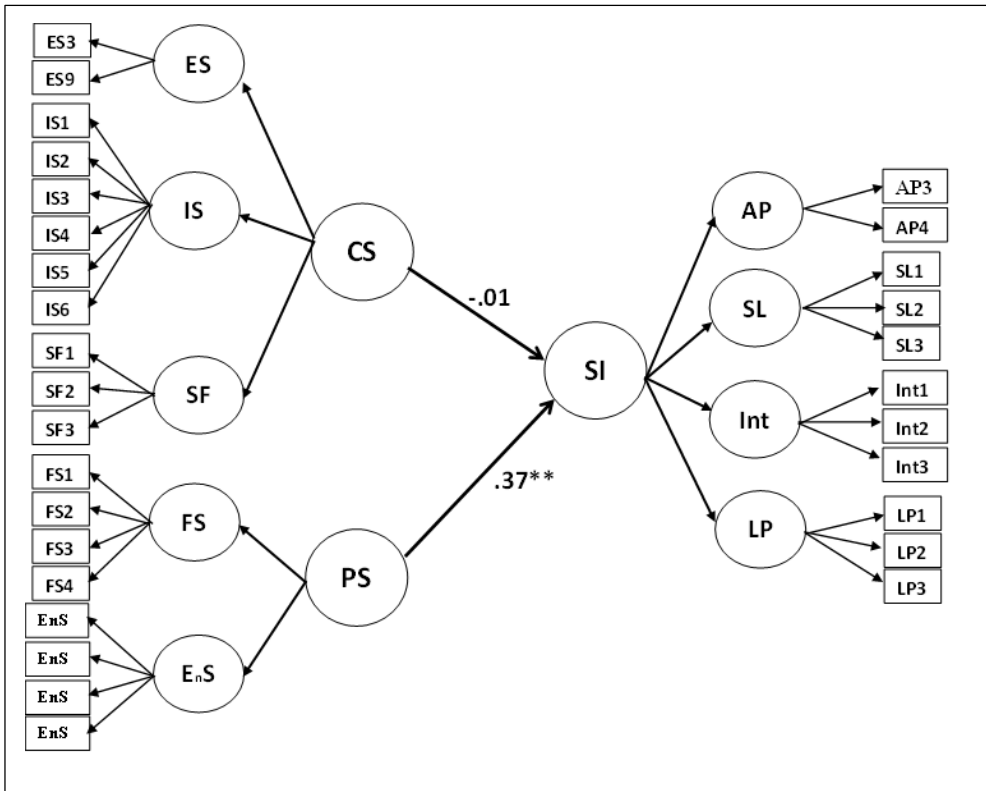 ES3
ES9
ES
IS1
IS2
IS3
IS4
IS5
IS6
IS
SF1
SF2
SF3
SF
CS
FS1
FS2
FS3
FS4
FS
EnS
EnS
EnS
EnS
EnS
PS
-.01
.37**
SI
AP
AP3
AP4
SL
SL1
SL2
SL3
Int
Int1
Int2
Int3
LP
LP1
LP2
LP3